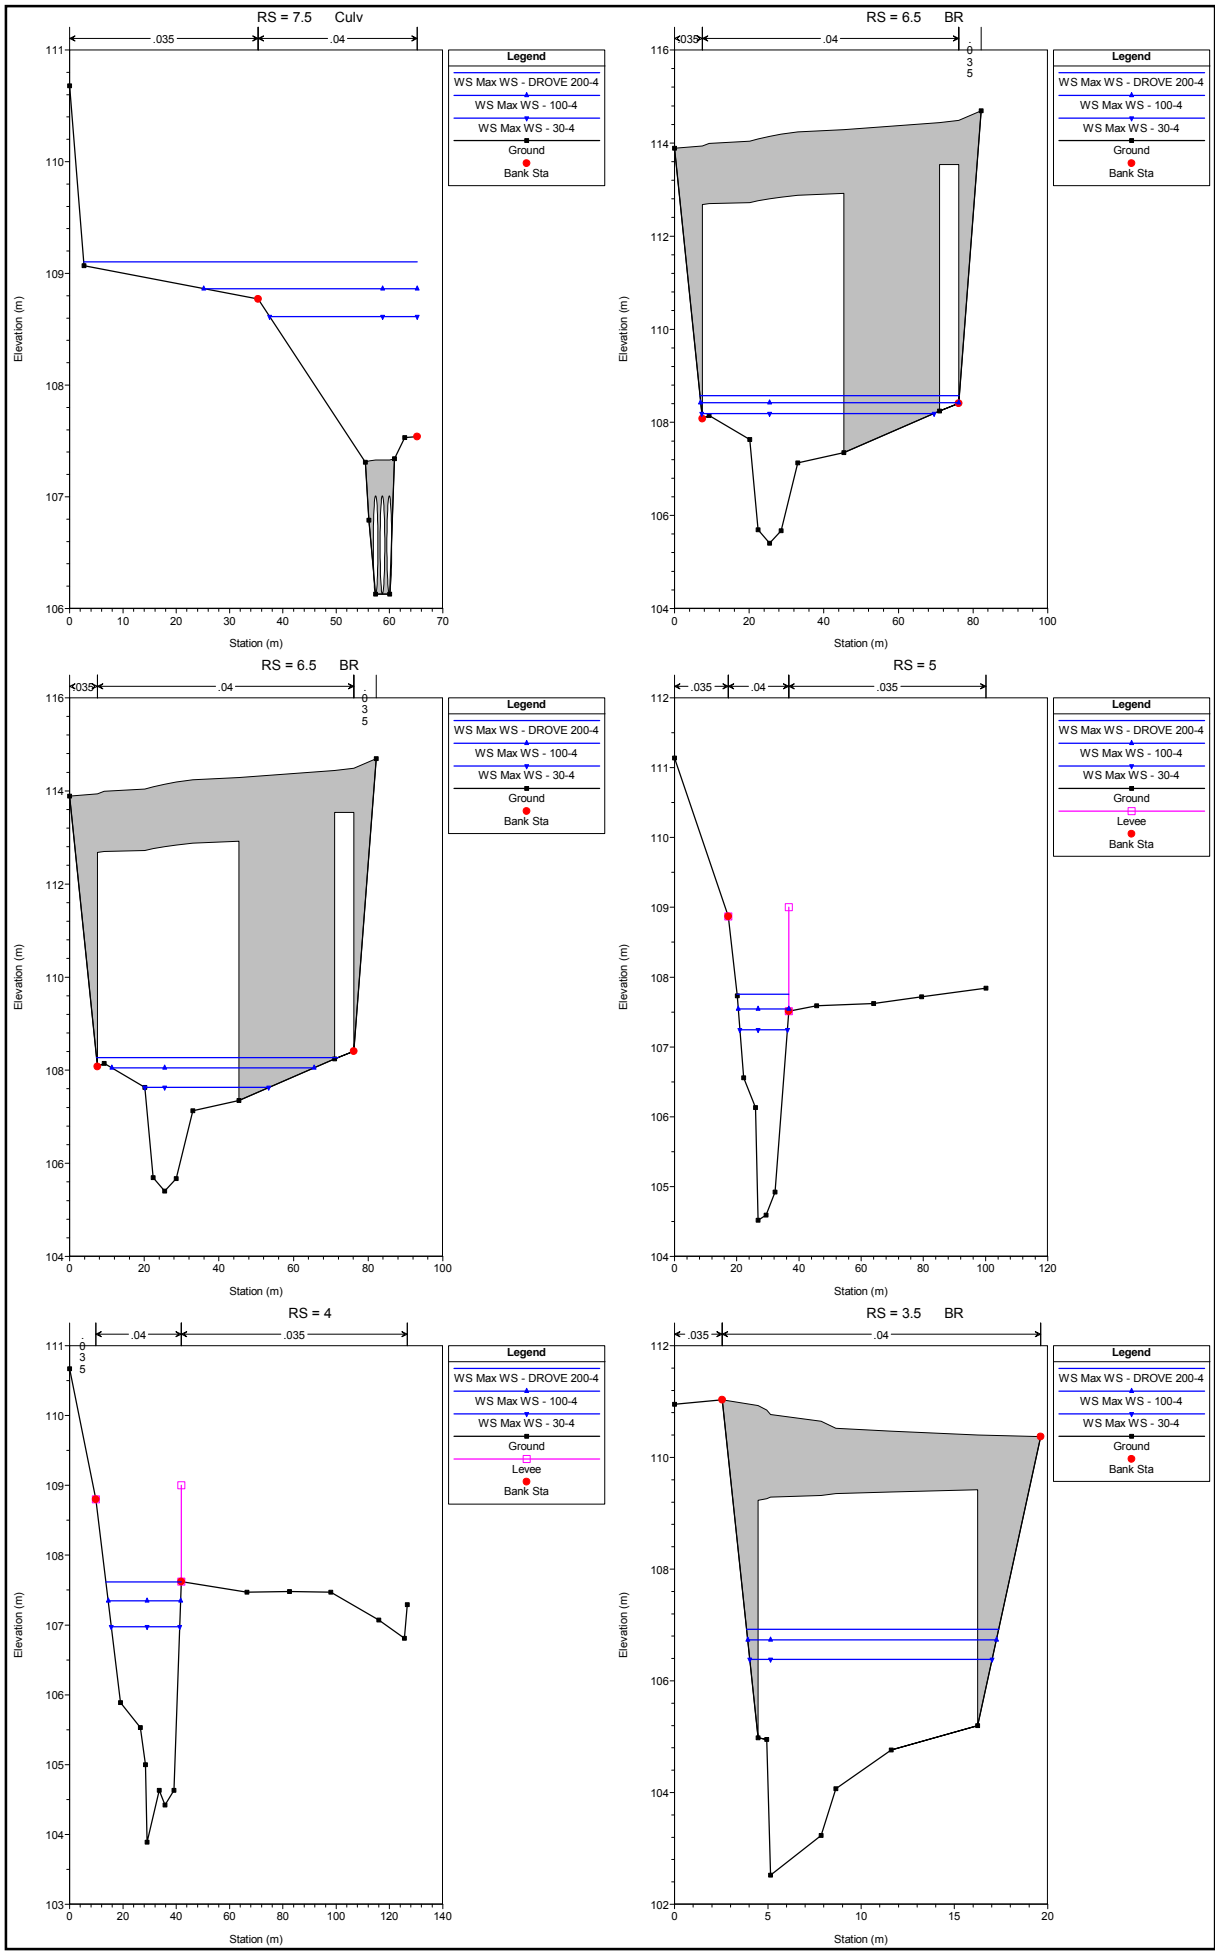 RS = 7.5 Culv
.035 .04
Legend
WS Max WS - DROVE 200-4
WS Max WS - 100-4
WS Max WS - 30-4
Ground
Bank Sta
111
110
109
108
107
106
Elevation (m)
0 10 20 30 40 50 60 70
Station (m)
RS = 6.5 BR
.035 .04 .035
Legend
WS Max WS - DROVE 200-4
WS Max WS - 100-4
WS Max WS - 30-4
Ground
Bank Sta
116
114
112
110
108
106
104
Elevation (m)
0 20 40 60 80 100
Station (m)
RS = 6.5 BR
.035 .04 .035
Legend
WS Max WS - DROVE 200-4
WS Max WS - 100-4
WS Max WS - 30-4
Ground
Bank Sta
116
114
112
110
108
106
104
Elevation (m)
0 20 40 60 80 100
Station (m)
RS = 5
.035 .04 .035
Legend
WS Max WS - DROVE 200-4
WS Max WS - 100-4
WS Max WS - 30-4
Ground
Levee
Bank Sta
112
111
110
109
108
107
106
105
104
Elevation (m)
0 20 40 60 80 100 120
Station (m)
RS = 4
.035 .04 .035
Legend
WS Max WS - DROVE 200-4
WS Max WS - 100-4
WS Max WS - 30-4
Ground
Levee
Bank Sta
111
110
109
108
107
106
105
104
103
Elevation (m)
0 20 40 60 80 100 120 140
Station (m)
RS = 3.5 BR
.035 .04
Legend
WS Max WS - DROVE 200-4
WS Max WS - 100-4
WS Max WS - 30-4
Ground
Bank Sta
112
110
108
106
104
102
Elevation (m)
0 5 10 15 20
Station (m)